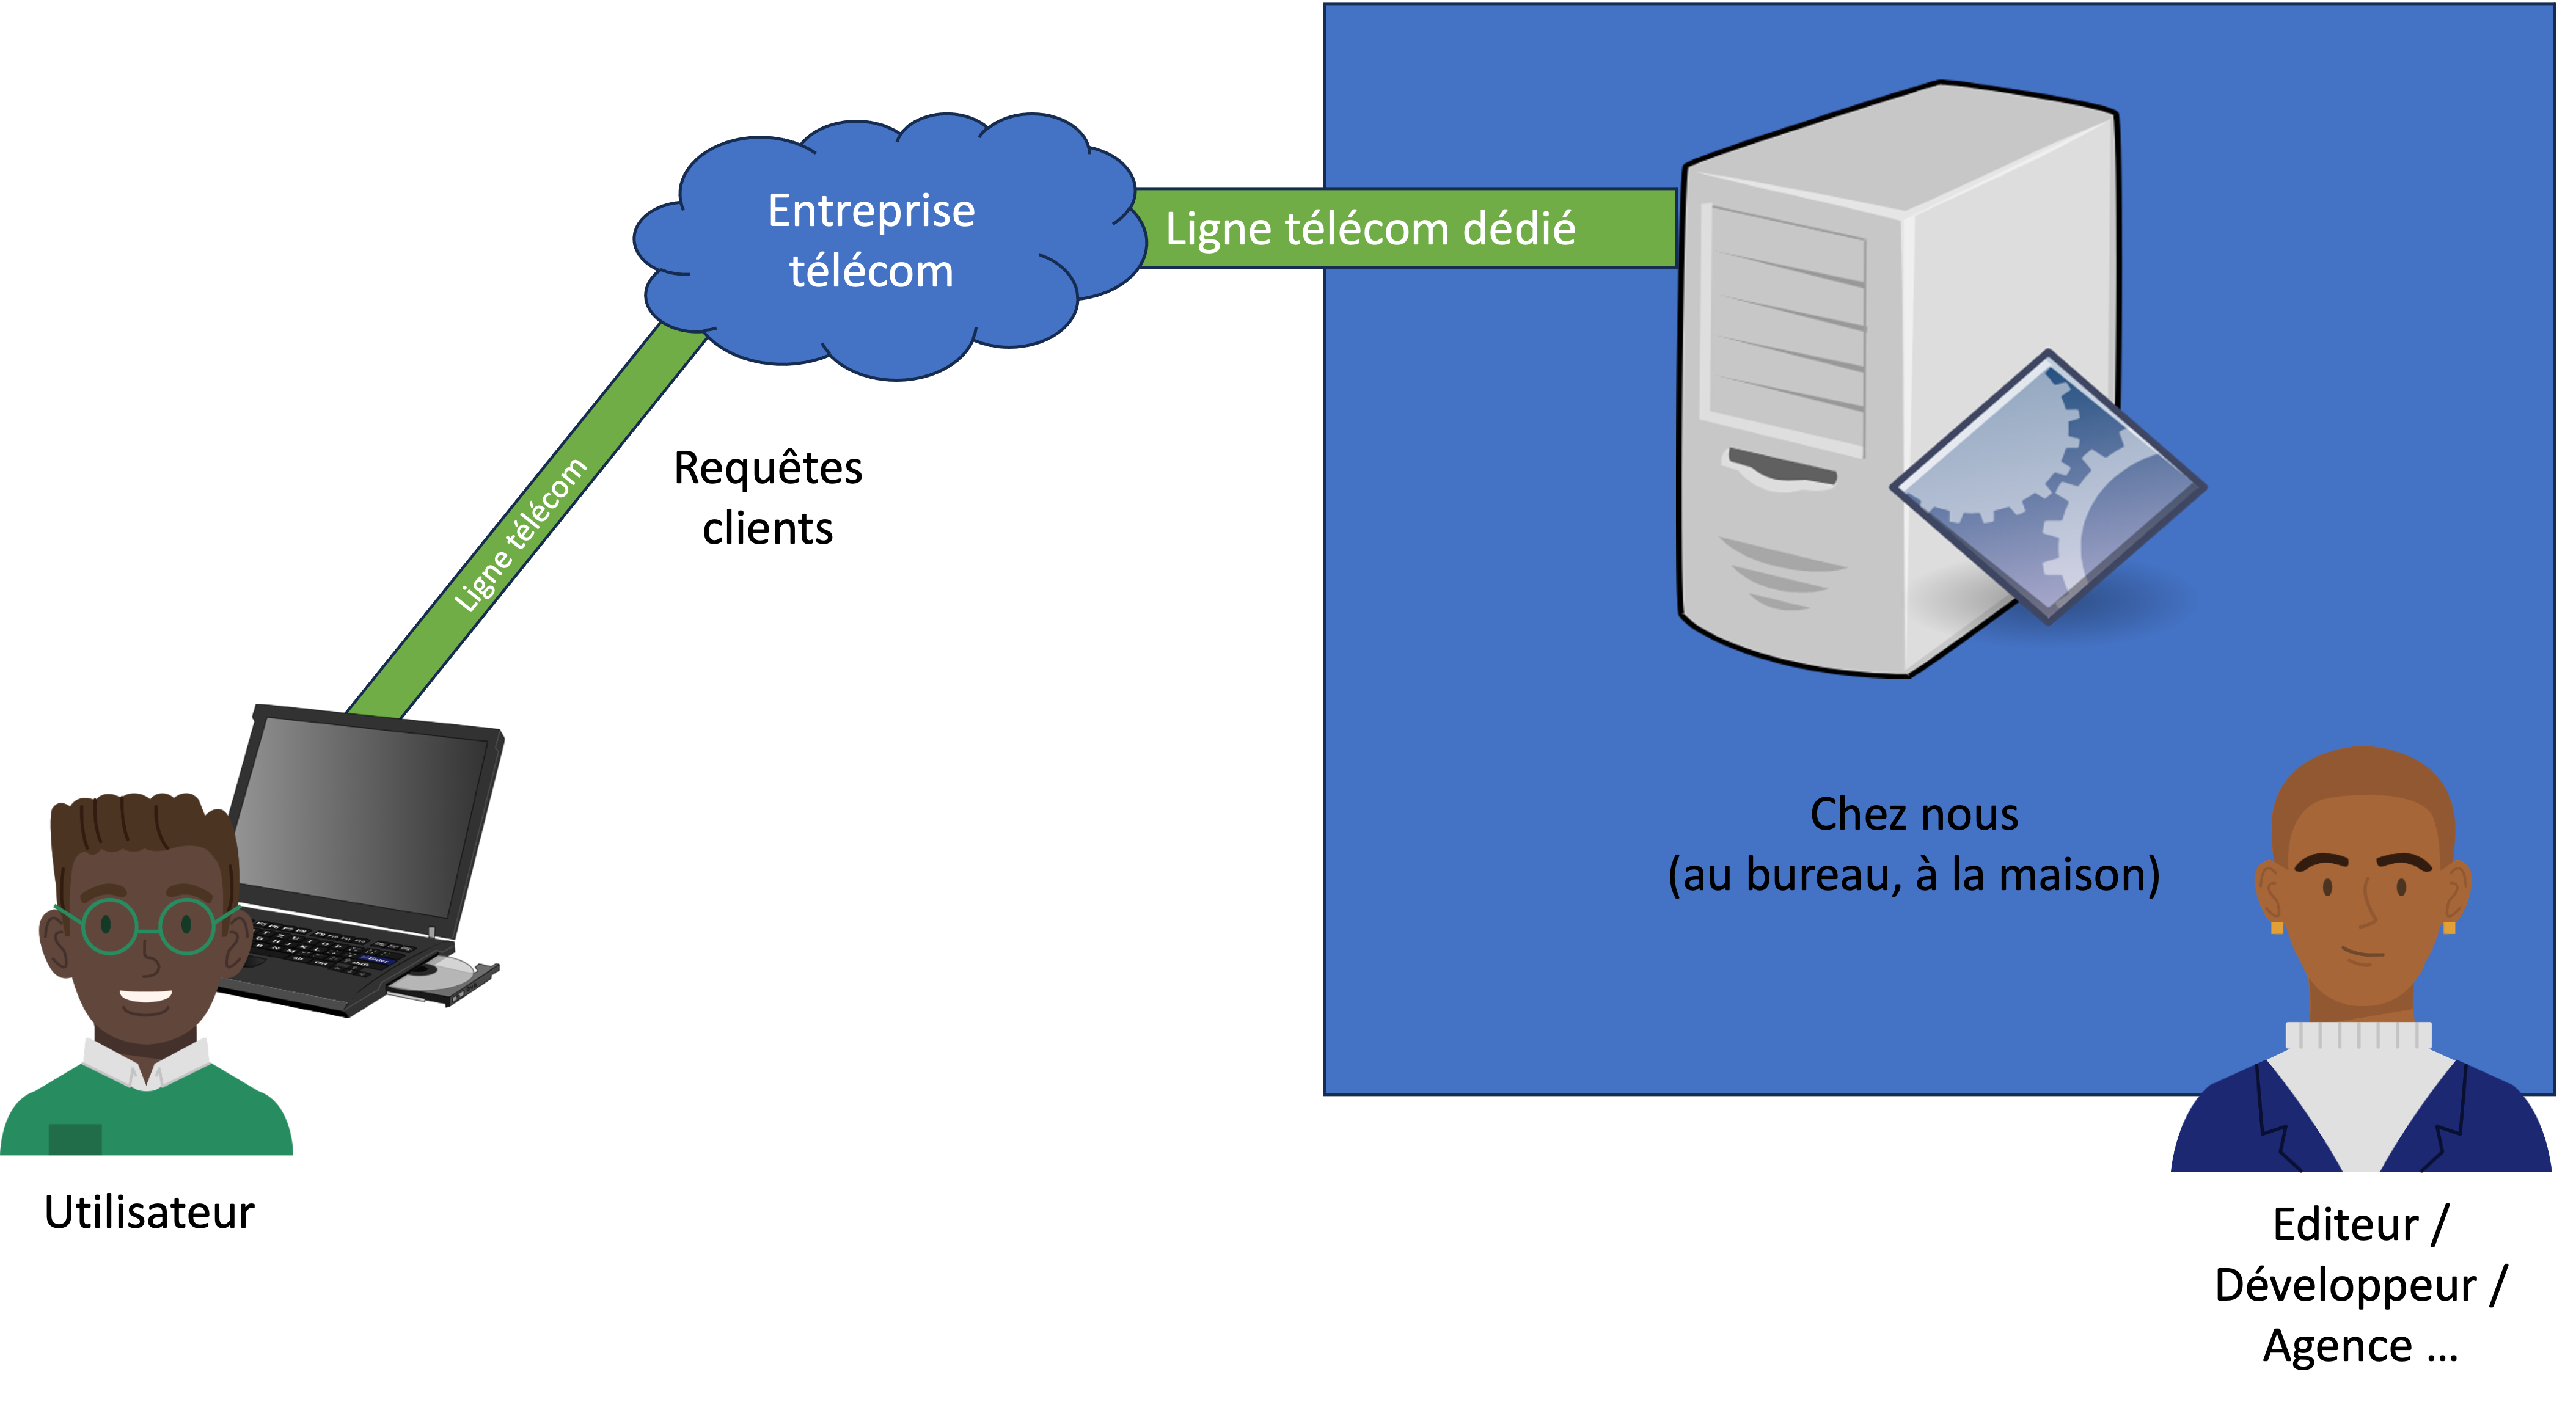 Entreprise
télécom
Ligne télécom dédié
Ligne télécom
Requêtes
clients
Chez nous
(au bureau, à la maison)
Utilisateur
Editeur /
Développeur /
Agence ...